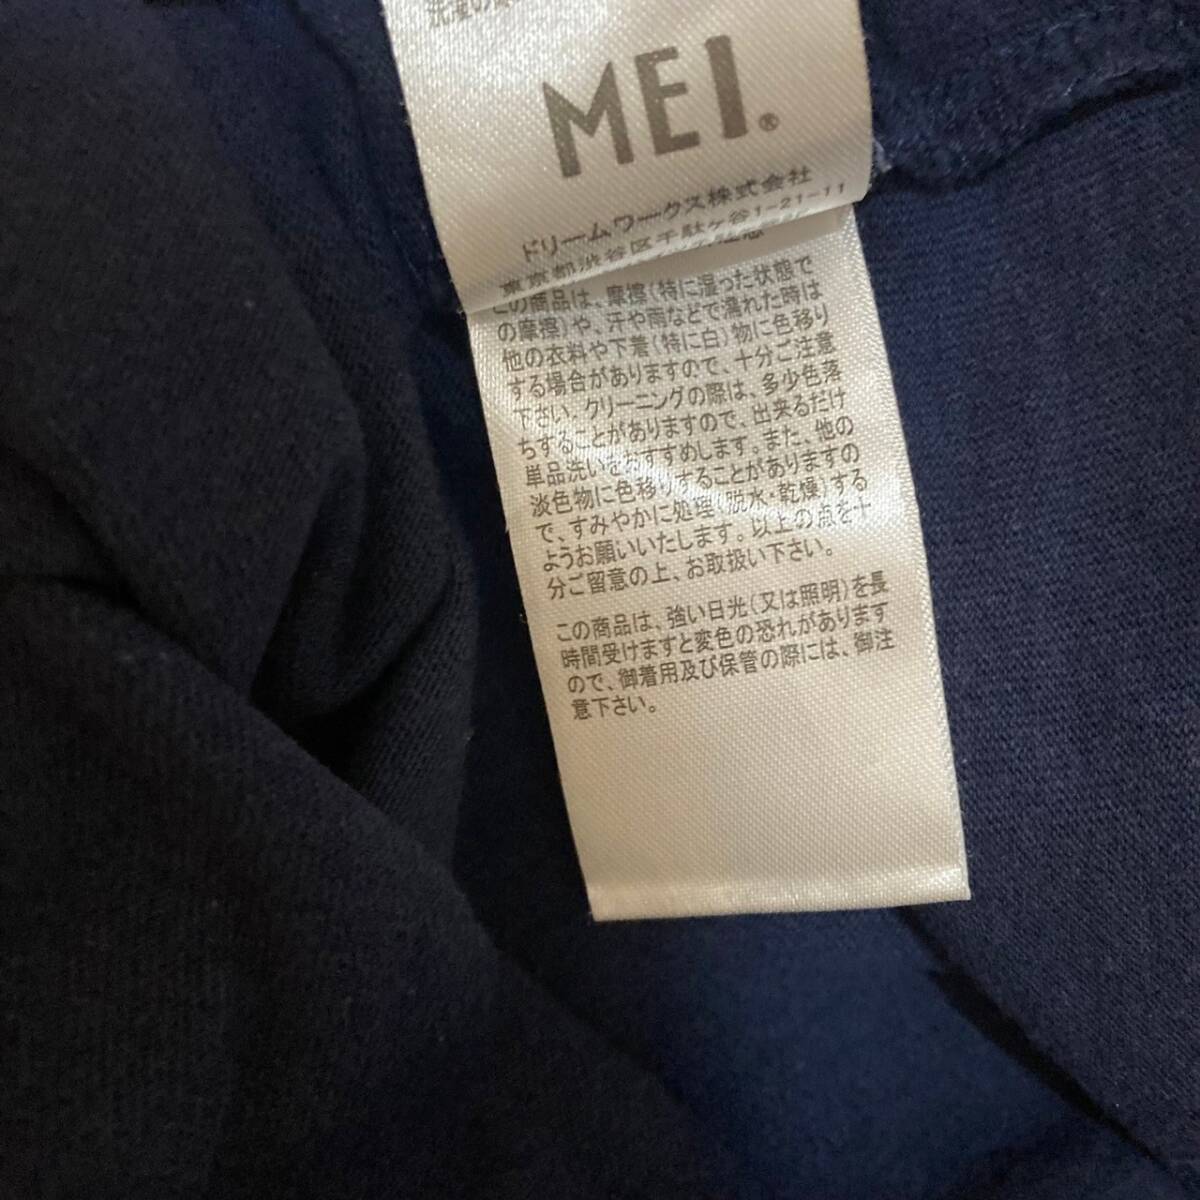 MEI.®
ドリームワークス株式会社
東京都渋谷区千駄ヶ谷1-21-11
この商品は、摩擦(特に湿った状態で
の摩擦)や、汗や雨などで濡れた時は
他の衣料や下着(特に白)物に色移り
する場合がありますので、十分ご注意
下さい。クリーニングの際は、多少色落
ちすることがありますので、出来るだけ
単品洗いをおすすめします。また、他の
淡色物に色移りすることがありますの
で、すみやかに処理(脱水・乾燥)する
ようお願いいたします。以上の点を十
分ご留意の上、お取扱い下さい。
この商品は、強い日光(又は照明)を長
時間受けますと変色の恐れがあります
ので、御着用及び保管の際には、御注
意下さい。